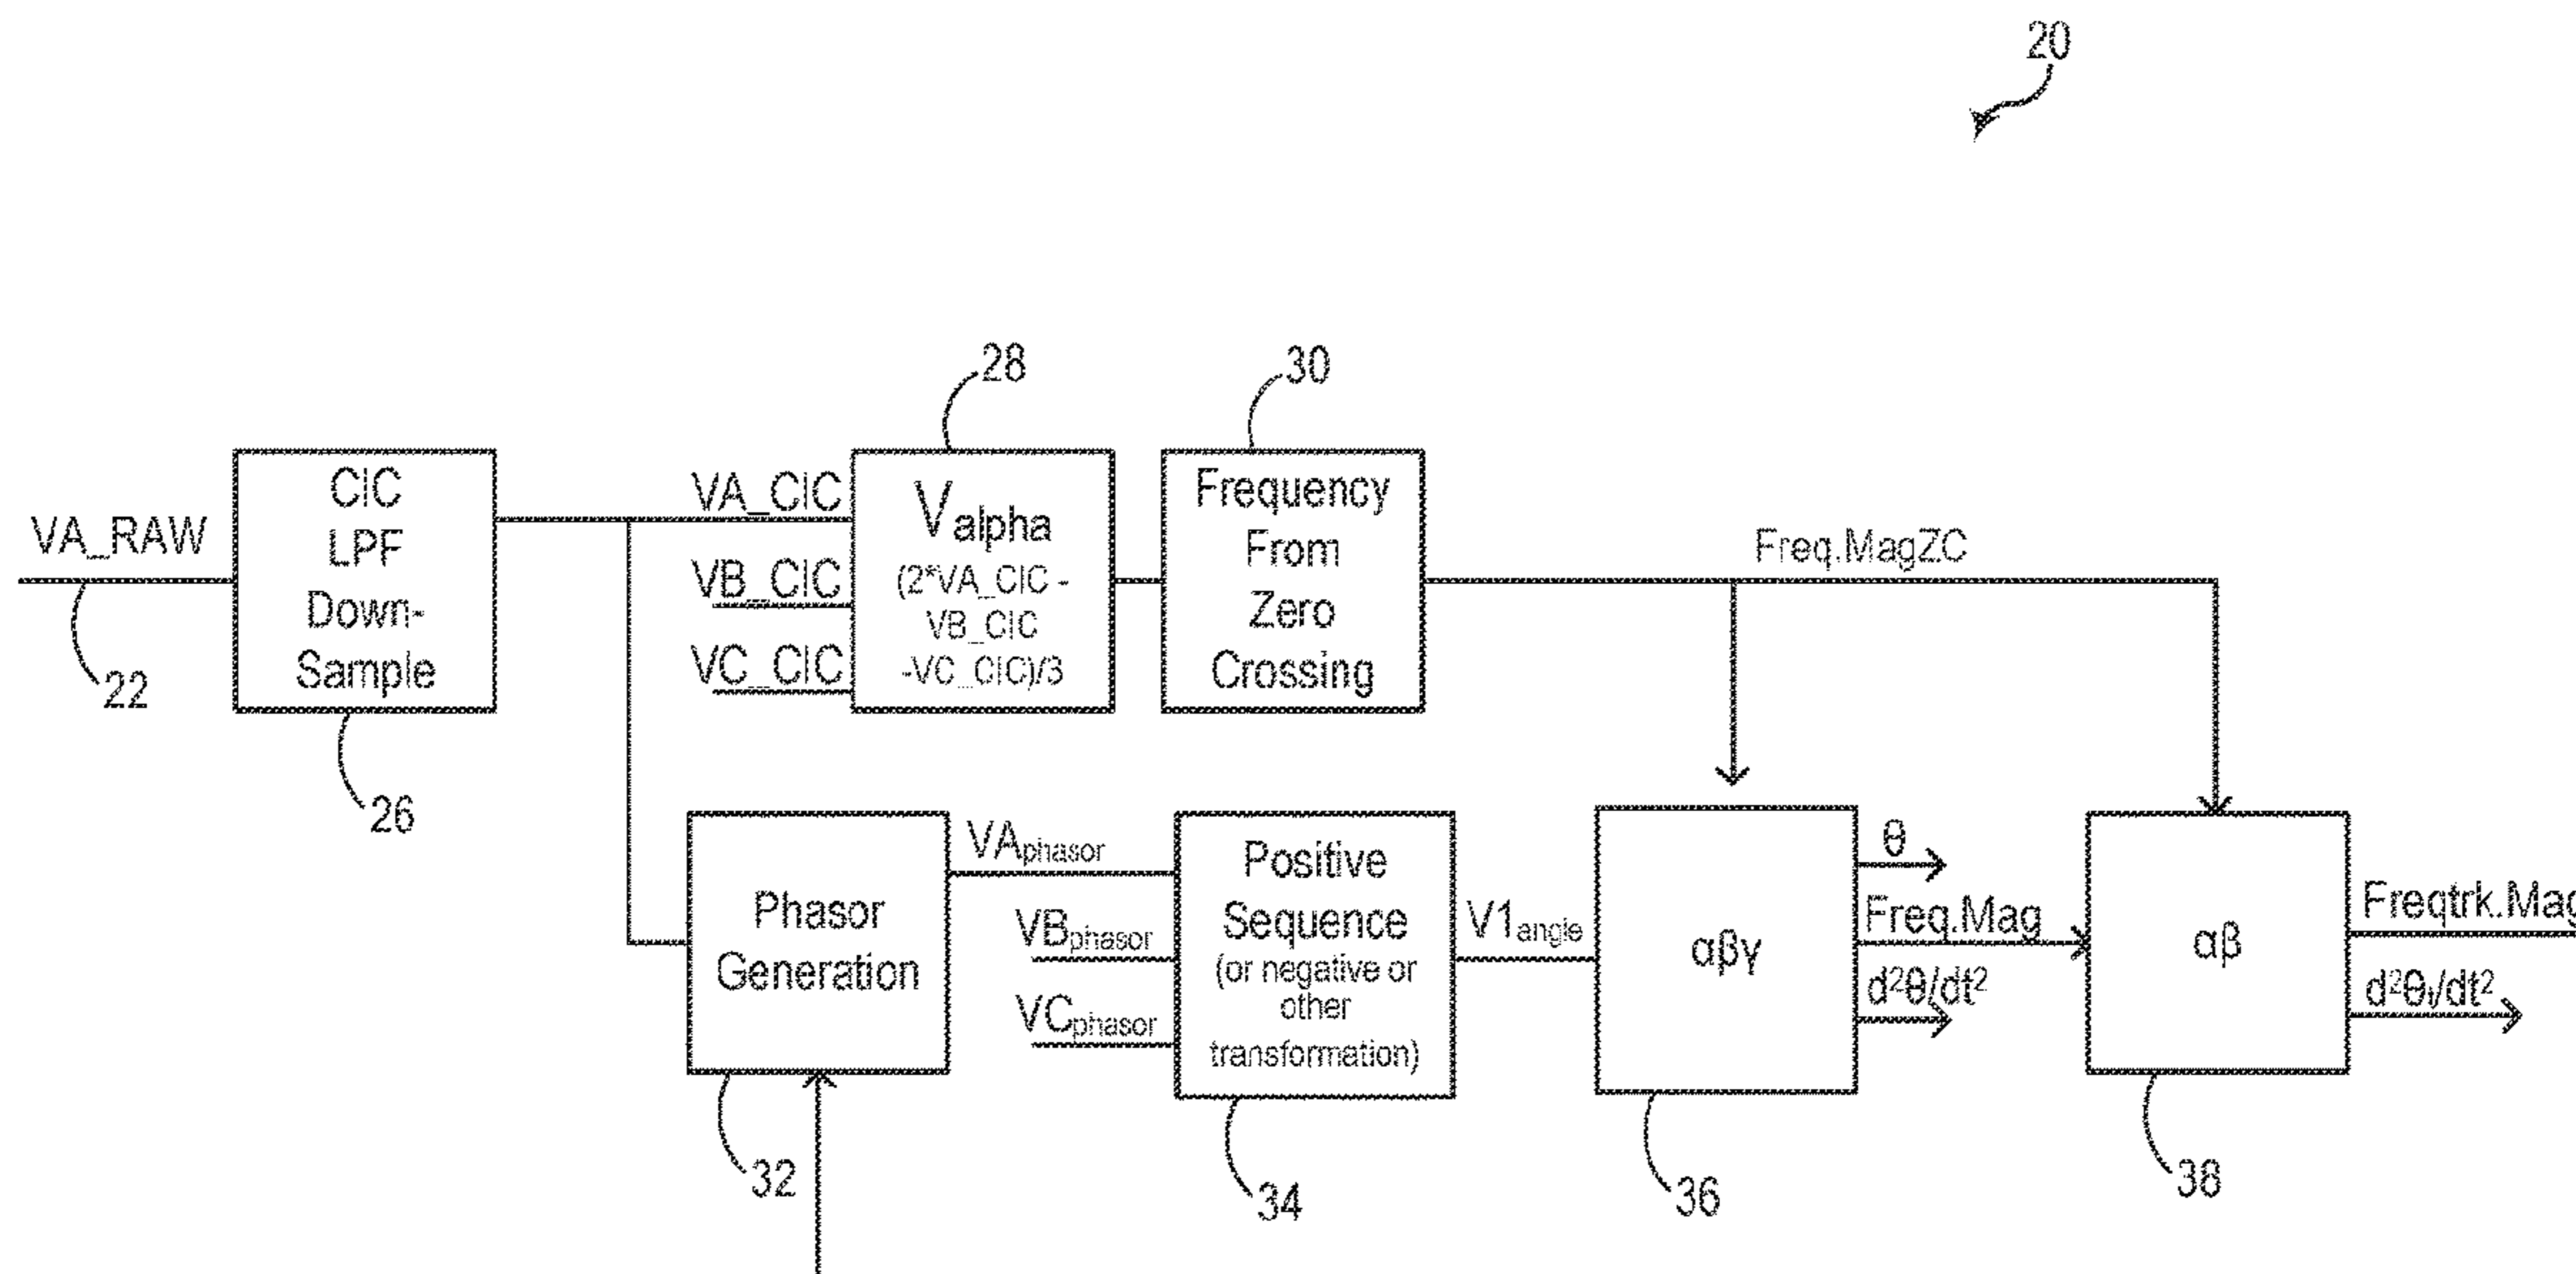 20
28
30
CIC
LPF
Down-
Sample
VA_RAW
22
26
VA_CIC
VB_CIC
VC_CIC
Valpha
(2*VA_CIC -
VB_CIC
-VC_CIC)/3
Frequency
From
Zero
Crossing
Freq.MagZC
Phasor
Generation
32
VAphasor
VBphasor
VCphasor
Positive
Sequence
(or negative or
other
transformation)
34
V1angle
αβγ
36
θ
Freq.Mag
d²θ/dt²
αβ
38
Freqtrk.Mag
d²θt/dt²